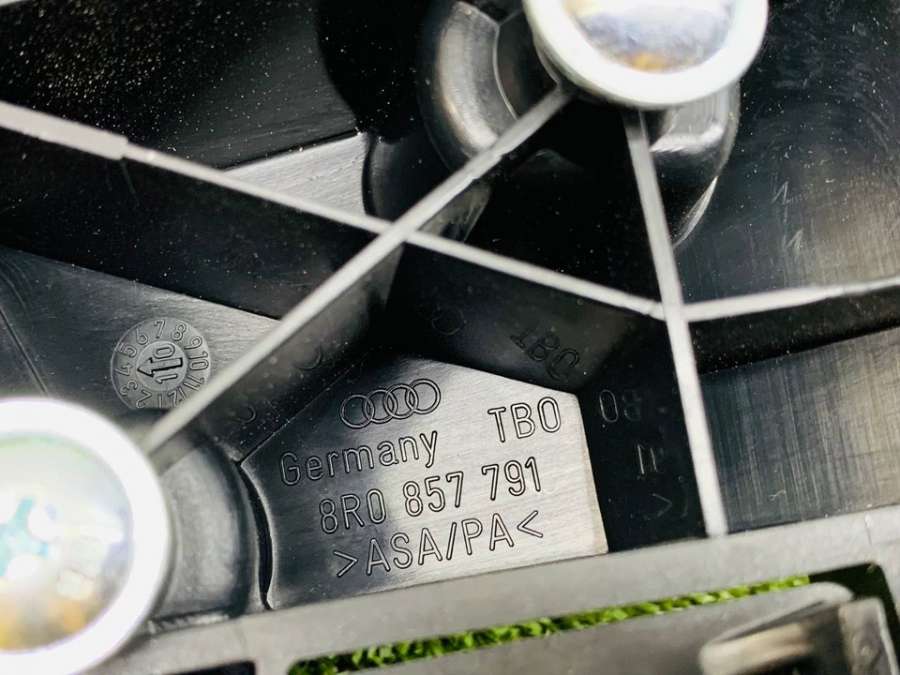 TBO
Germany
8R0 857 791
>ASA/PA<